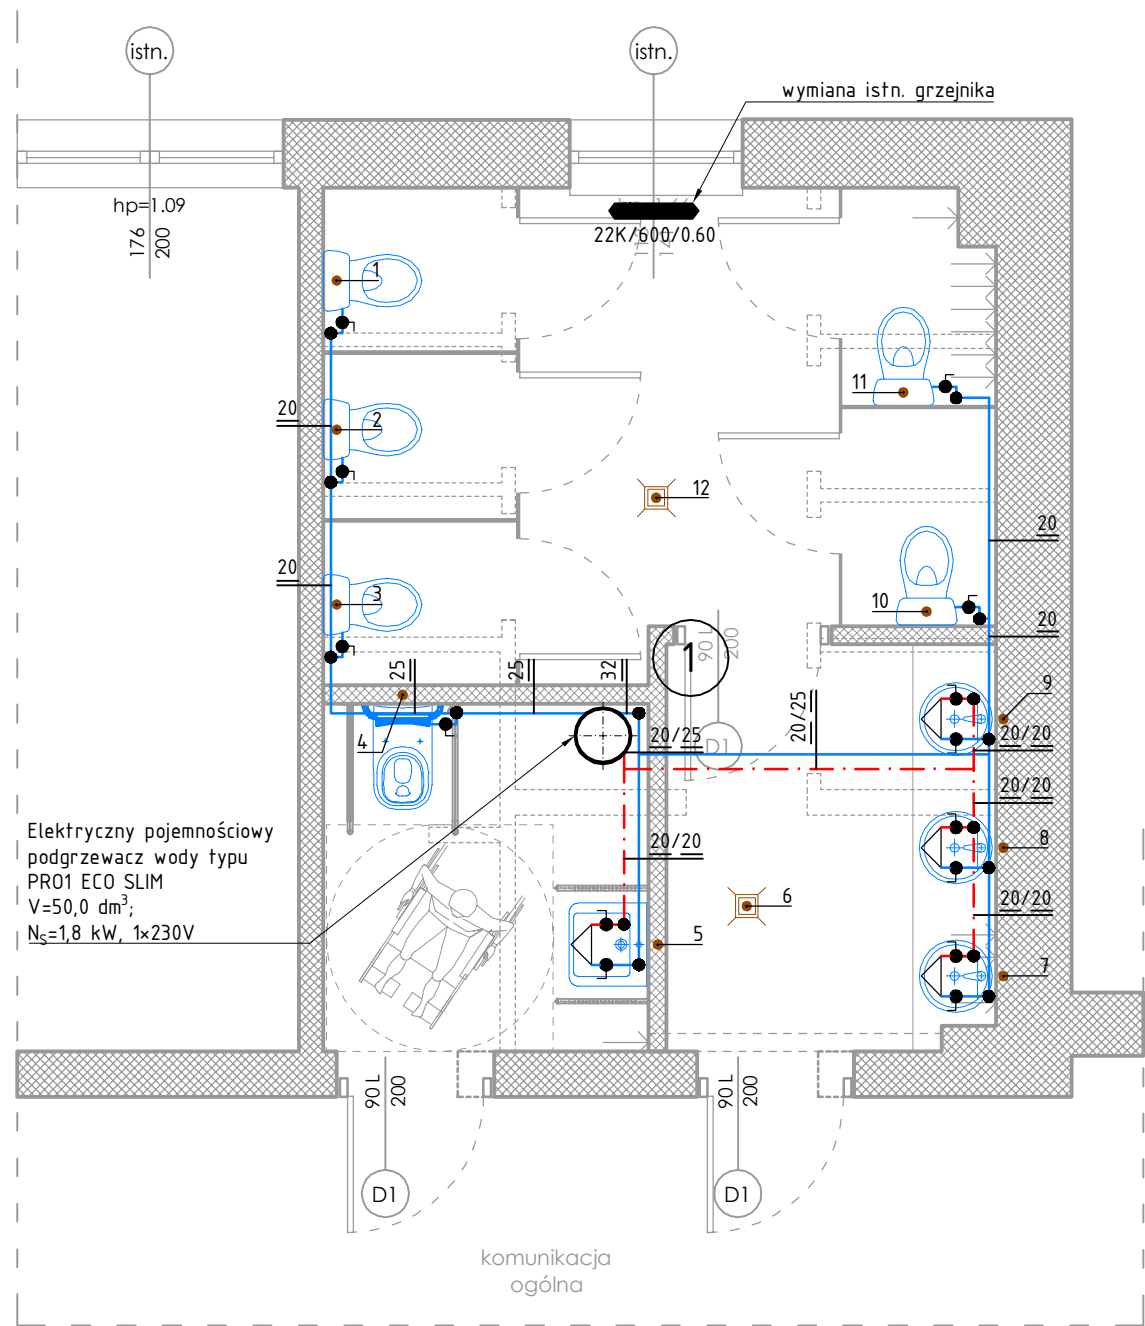 istn.
istn.
wymiana istn. grzejnika
hp=1.09
176
200
22K/600/0.60
1
11
2
20
12
20
3
10
20
20
1
90 L
200
25
25
32
9
4
20/25
D1
20/25
20/20
20/20
8
20/20
20/20
Elektryczny pojemnościowy
podgrzewacz wody typu
PRO1 ECO SLIM
V=50,0 dm³;
N_S=1,8 kW, 1×230V
6
5
7
90 L
200
90 L
200
D1
D1
komunikacja
ogólna